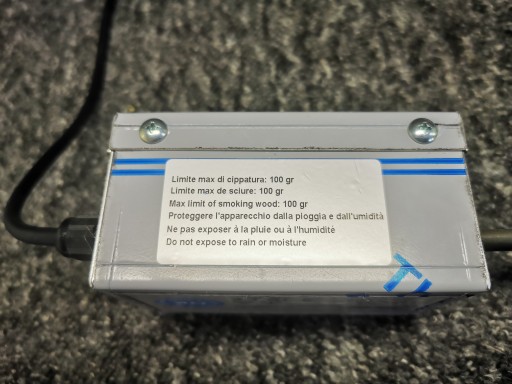 Limite max di cippatura: 100 gr
Limite max de sciure: 100 gr
Max limit of smoking wood: 100 gr
Proteggere l'apparecchio dalla pioggia e dall'umidità
Ne pas exposer à la pluie ou à l'humidité
Do not expose to rain or moisture